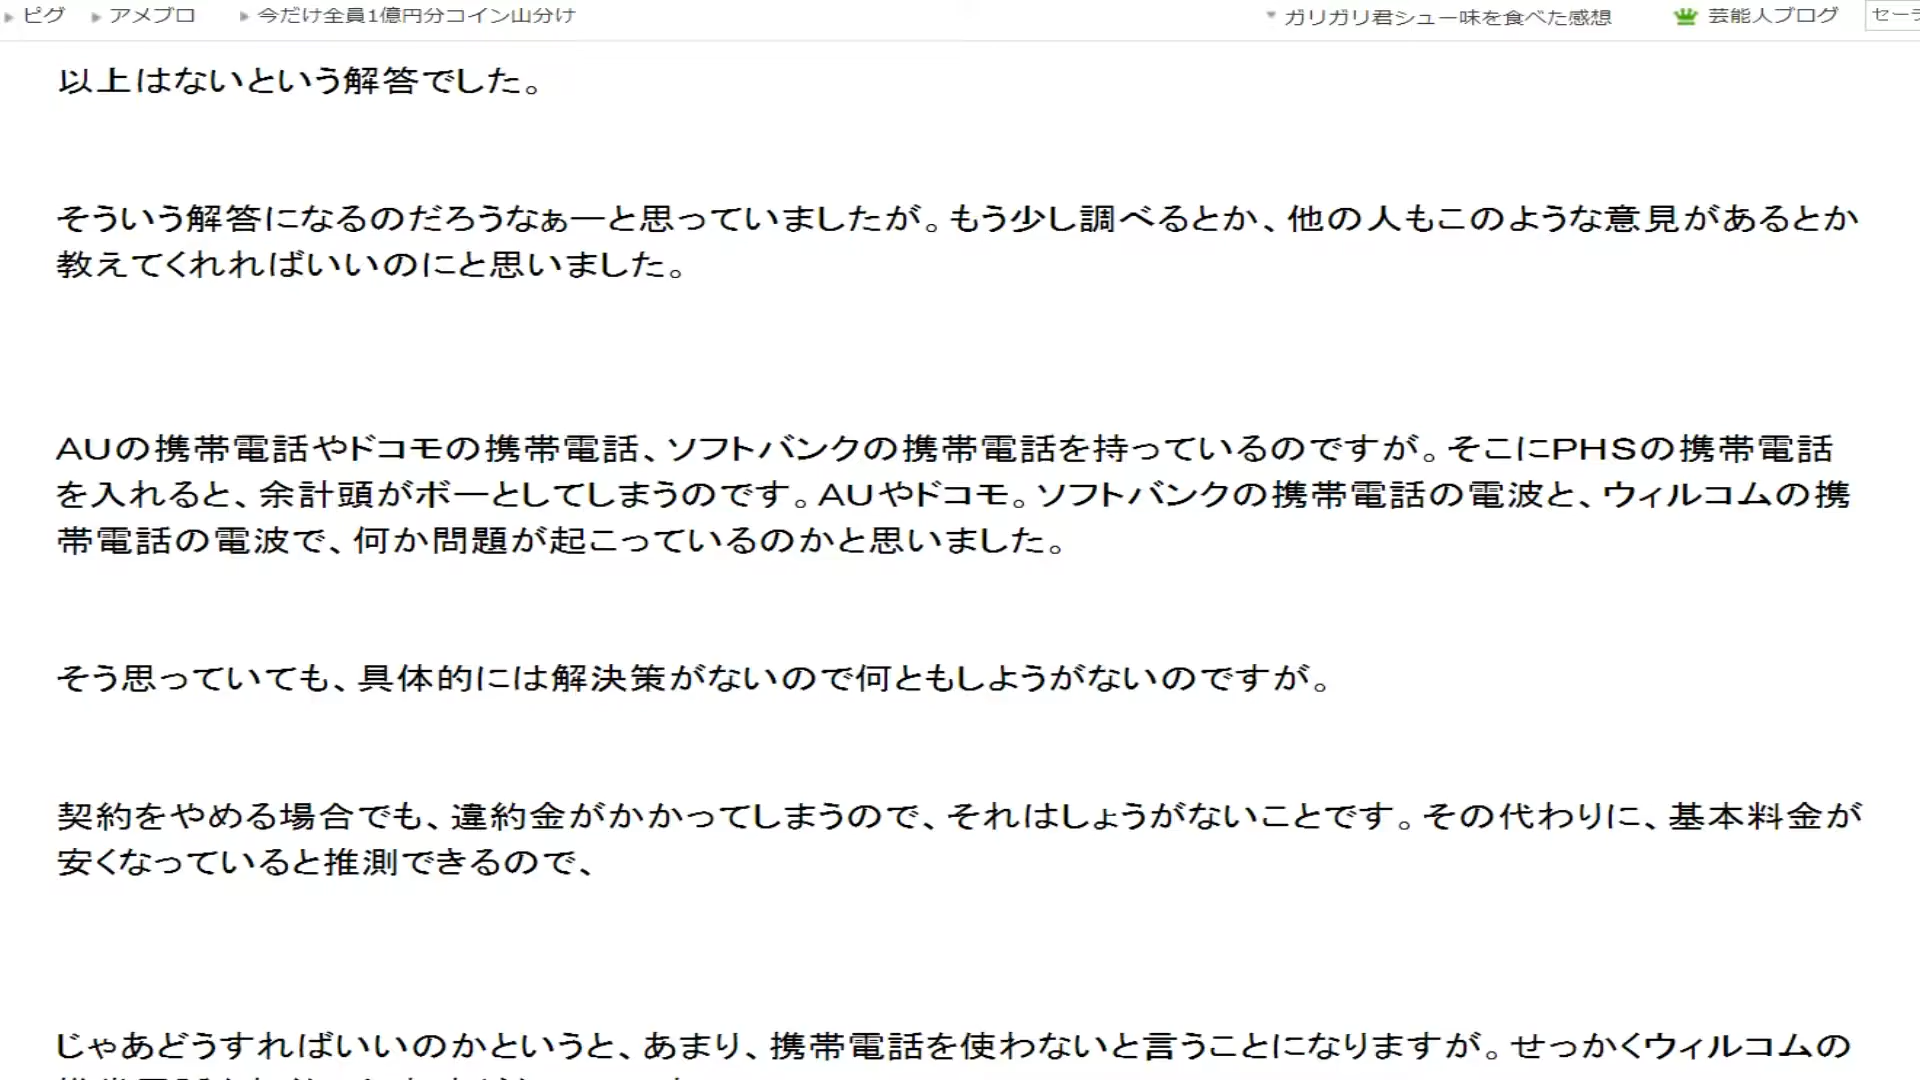 ピグ アメブロ 今だけ全員1億円分コイン山分け ガリガリ君シュー味を食べた感想 芸能人ブログ セーラ
以上はないという解答でした。
そういう解答になるのだろうなぁーと思っていましたが。もう少し調べるとか、他の人もこのような意見があるとか
教えてくれればいいのにと思いました。
AUの携帯電話やドコモの携帯電話、ソフトバンクの携帯電話を持っているのですが。そこにPHSの携帯電話
を入れると、余計頭がボーとしてしまうのです。AUやドコモ。ソフトバンクの携帯電話の電波と、ウィルコムの携
帯電話の電波で、何か問題が起こっているのかと思いました。
そう思っていても、具体的には解決策がないので何ともしようがないのですが。
契約をやめる場合でも、違約金がかかってしまうので、それはしょうがないことです。その代わりに、基本料金が
安くなっていると推測できるので、
じゃあどうすればいいのかというと、あまり、携帯電話を使わないと言うことになりますが。せっかくウィルコムの